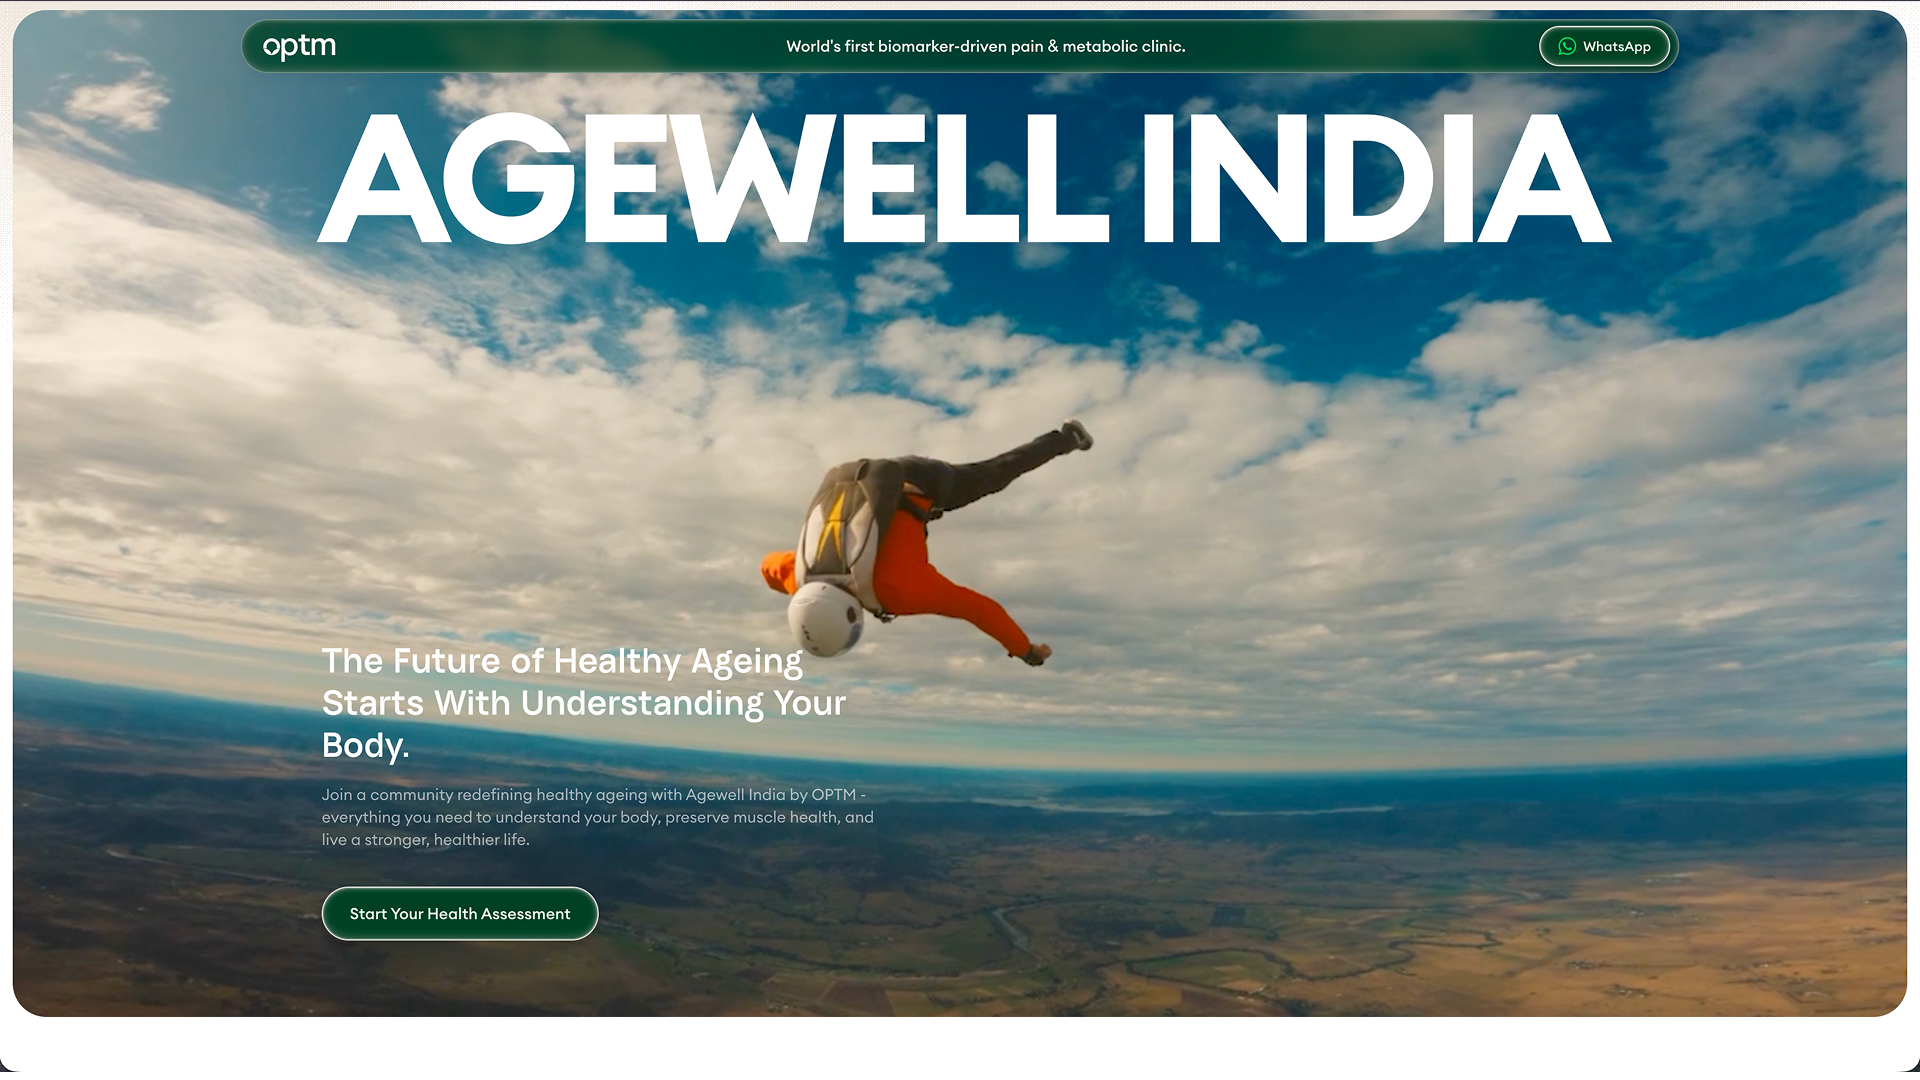 optm
World's first biomarker-driven pain & metabolic clinic.
WhatsApp
AGEWELL INDIA
The Future of Healthy Ageing
Starts With Understanding Your
Body.
Join a community redefining healthy ageing with Agewell India by OPTM -
everything you need to understand your body, preserve muscle health, and
live a stronger, healthier life.
Start Your Health Assessment